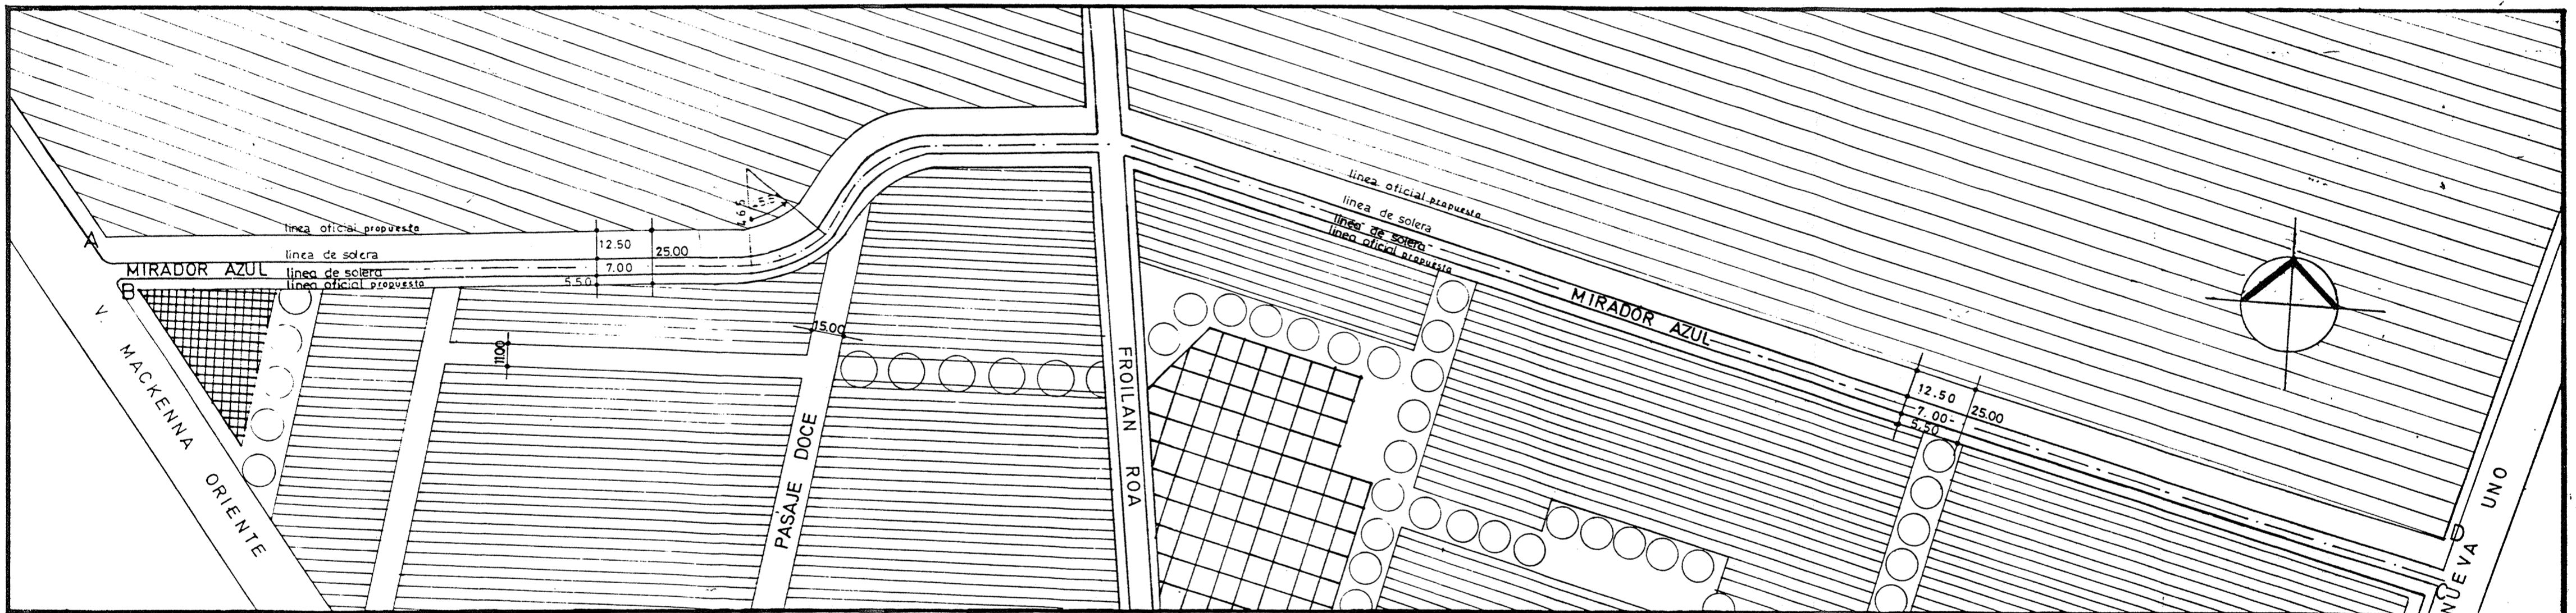 linea oficial propuesta
linea de solera
linea de solera
linea oficial propuesta
A
linea oficial propuesta
linea de solera
MIRADOR AZUL
linea de solera
linea oficial propuesta
B
12.50
7.00
5.50
25.00
15.00
11.00
V. MACKENNA ORIENTE
PASAJE DOCE
FROILAN ROA
MIRADOR AZUL
12.50
7.00
5.50
25.00
D
C
NUEVA UNO